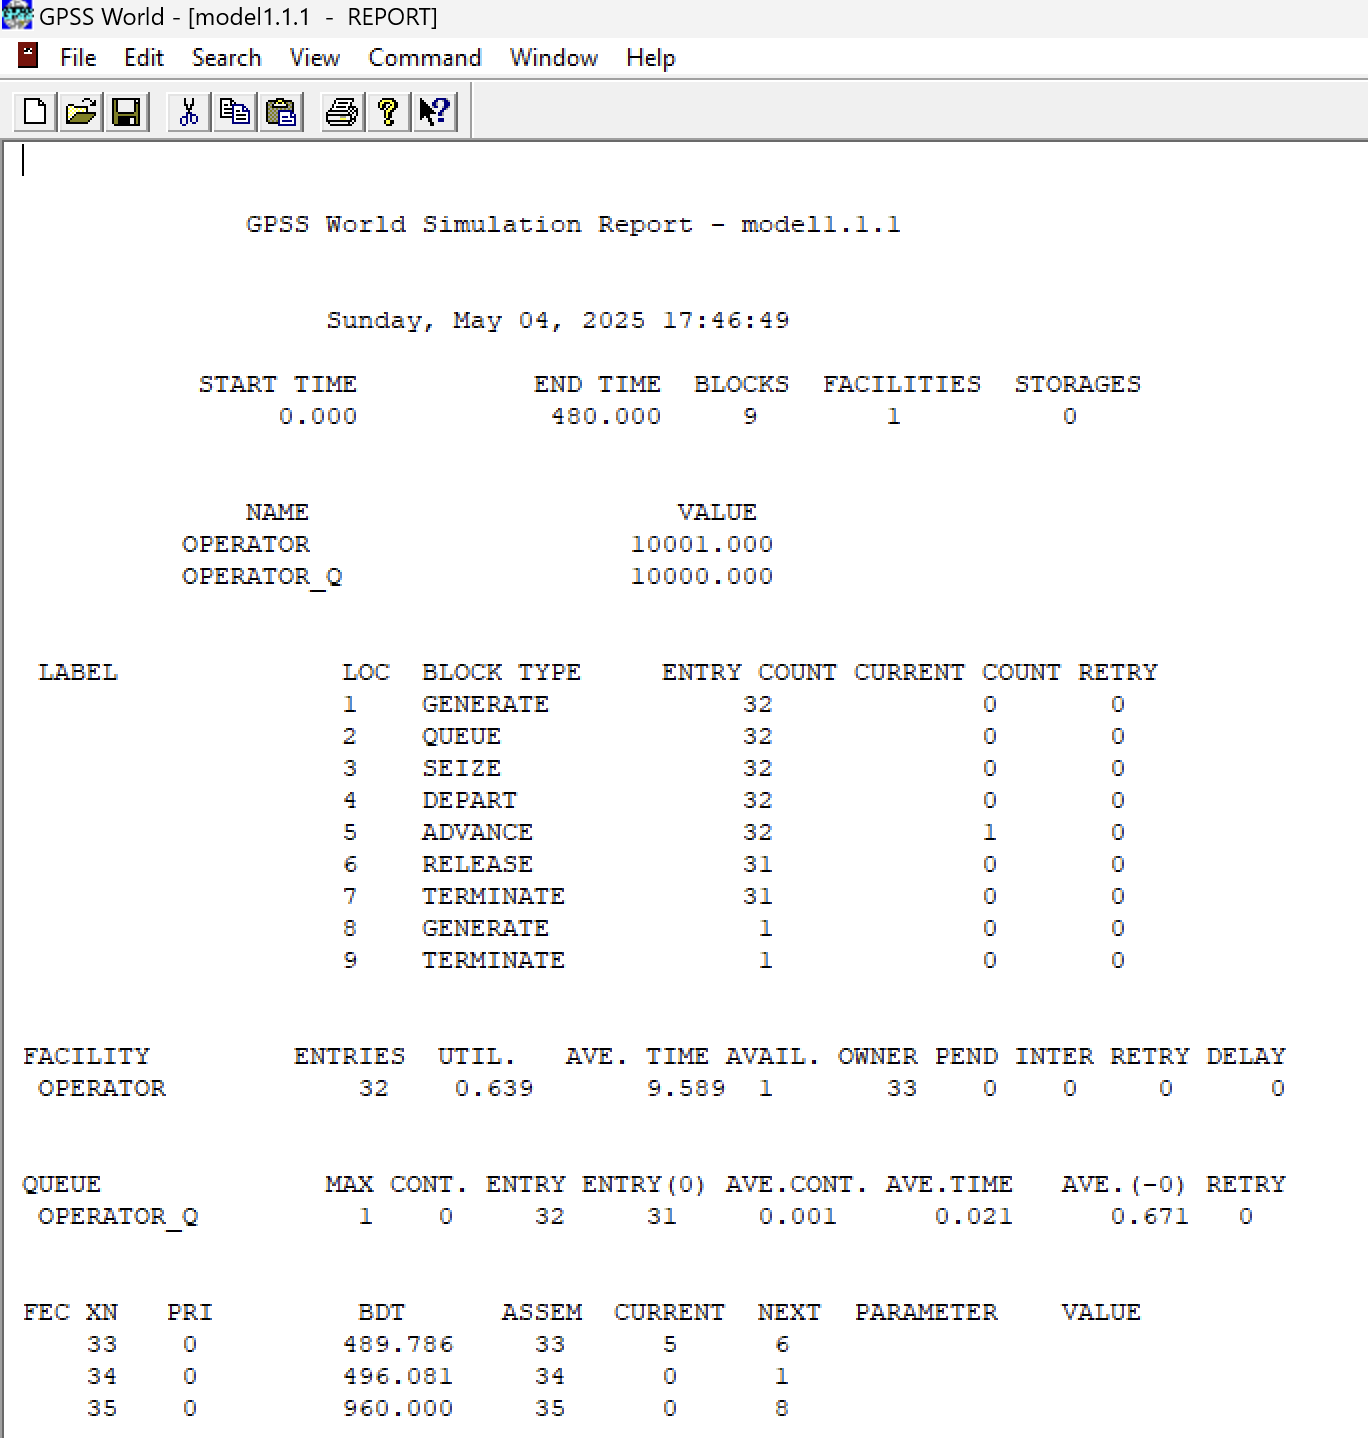 GPSS World - [model1.1.1 - REPORT]
File Edit Search View Command Window Help
GPSS World Simulation Report - model1.1.1
Sunday, May 04, 2025 17:46:49
START TIME END TIME BLOCKS FACILITIES STORAGES
0.000 480.000 9 1 0
NAME VALUE
OPERATOR 10001.000
OPERATOR_Q 10000.000
LABEL LOC BLOCK TYPE ENTRY COUNT CURRENT COUNT RETRY
1 GENERATE 32 0 0
2 QUEUE 32 0 0
3 SEIZE 32 0 0
4 DEPART 32 0 0
5 ADVANCE 32 1 0
6 RELEASE 31 0 0
7 TERMINATE 31 0 0
8 GENERATE 1 0 0
9 TERMINATE 1 0 0
FACILITY ENTRIES UTIL. AVE. TIME AVAIL. OWNER PEND INTER RETRY DELAY
OPERATOR 32 0.639 9.589 1 33 0 0 0 0
QUEUE MAX CONT. ENTRY ENTRY(0) AVE.CONT. AVE.TIME AVE.(-0) RETRY
OPERATOR_Q 1 0 32 31 0.001 0.021 0.671 0
FEC XN PRI BDT ASSEM CURRENT NEXT PARAMETER VALUE
33 0 489.786 33 5 6
34 0 496.081 34 0 1
35 0 960.000 35 0 8